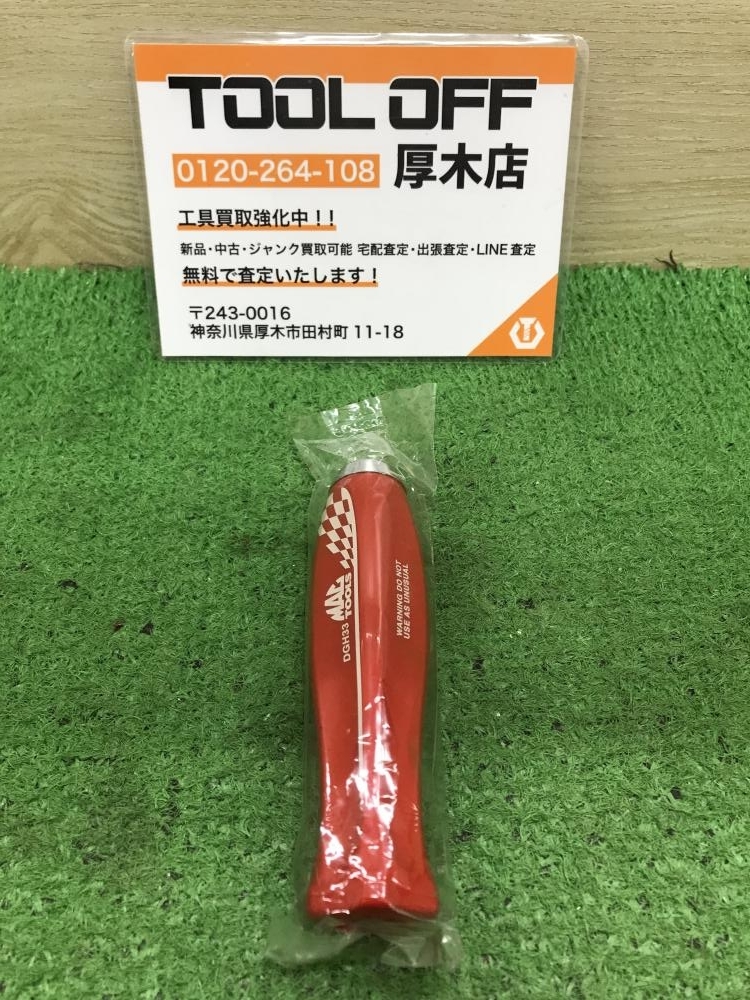 TOOL OFF
0120-264-108 厚木店
工具買取強化中！！
新品・中古・ジャンク買取可能 宅配査定・出張査定・LINE査定
無料で査定いたします！
〒243-0016
神奈川県厚木市田村町 11-18
MAC
TOOLS
DGH33
WARNING DO NOT
USE AS UNUSUAL